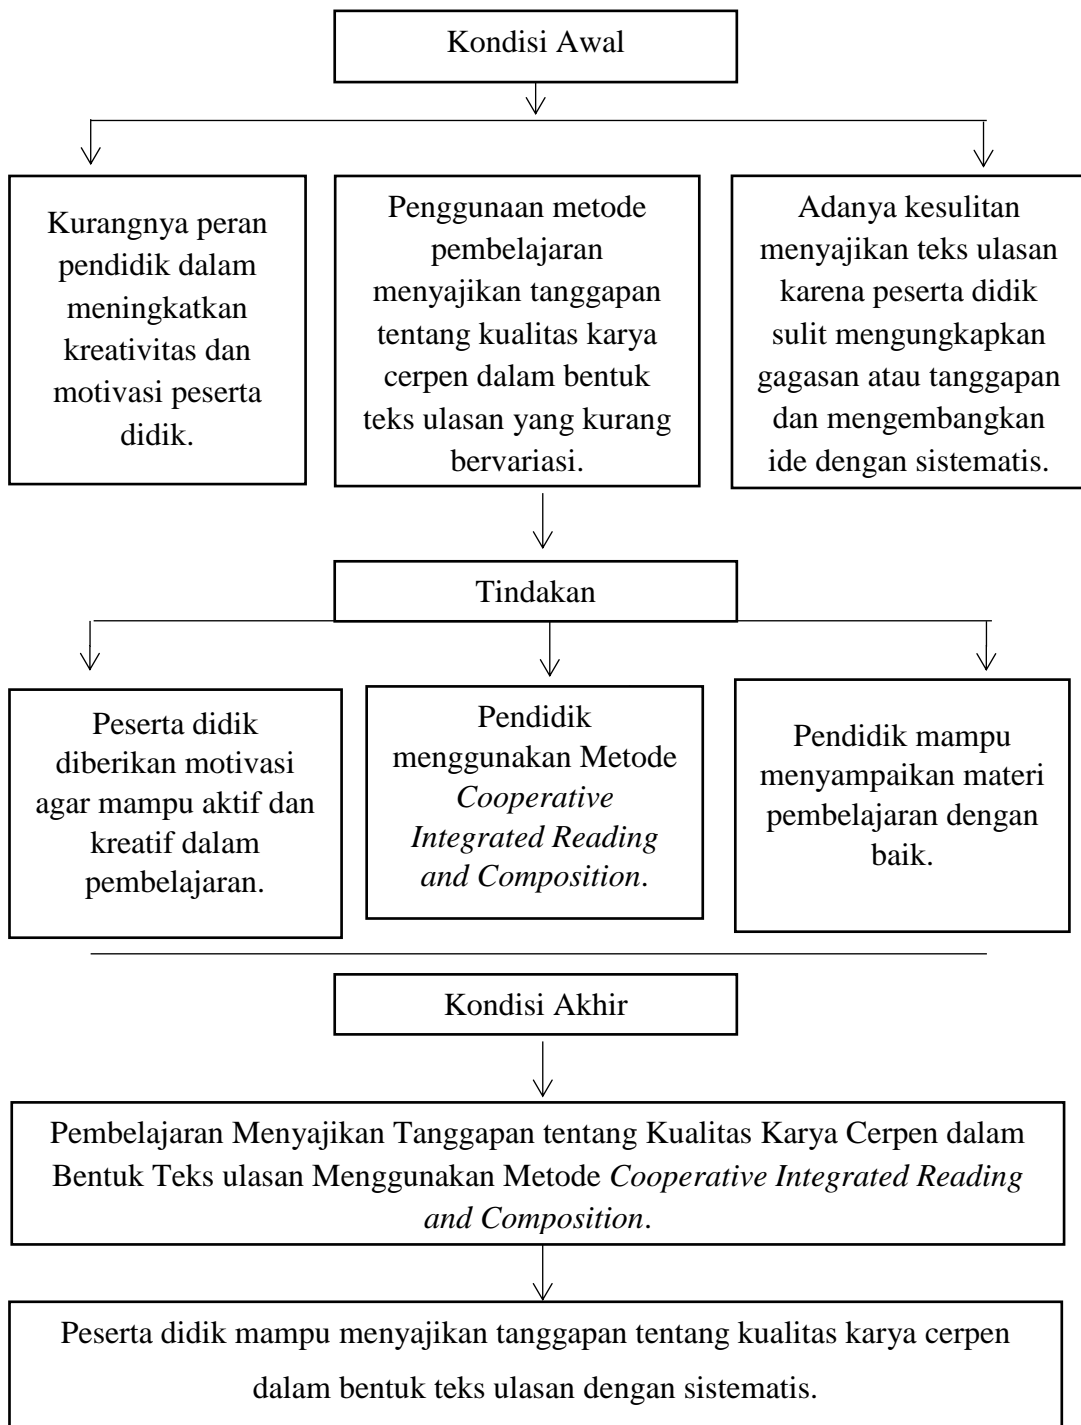 Kondisi Awal
Kurangnya peran
pendidik dalam
meningkatkan
kreativitas dan
motivasi peserta
didik.
Penggunaan metode
pembelajaran
menyajikan tanggapan
tentang kualitas karya
cerpen dalam bentuk
teks ulasan yang kurang
bervariasi.
Adanya kesulitan
menyajikan teks ulasan
karena peserta didik
sulit mengungkapkan
gagasan atau tanggapan
dan mengembangkan
ide dengan sistematis.
Tindakan
Peserta didik
diberikan motivasi
agar mampu aktif dan
kreatif dalam
pembelajaran.
Pendidik
menggunakan Metode
Cooperative
Integrated Reading
and Composition.
Pendidik mampu
menyampaikan materi
pembelajaran dengan
baik.
Kondisi Akhir
Pembelajaran Menyajikan Tanggapan tentang Kualitas Karya Cerpen dalam
Bentuk Teks ulasan Menggunakan Metode Cooperative Integrated Reading
and Composition.
Peserta didik mampu menyajikan tanggapan tentang kualitas karya cerpen
dalam bentuk teks ulasan dengan sistematis.